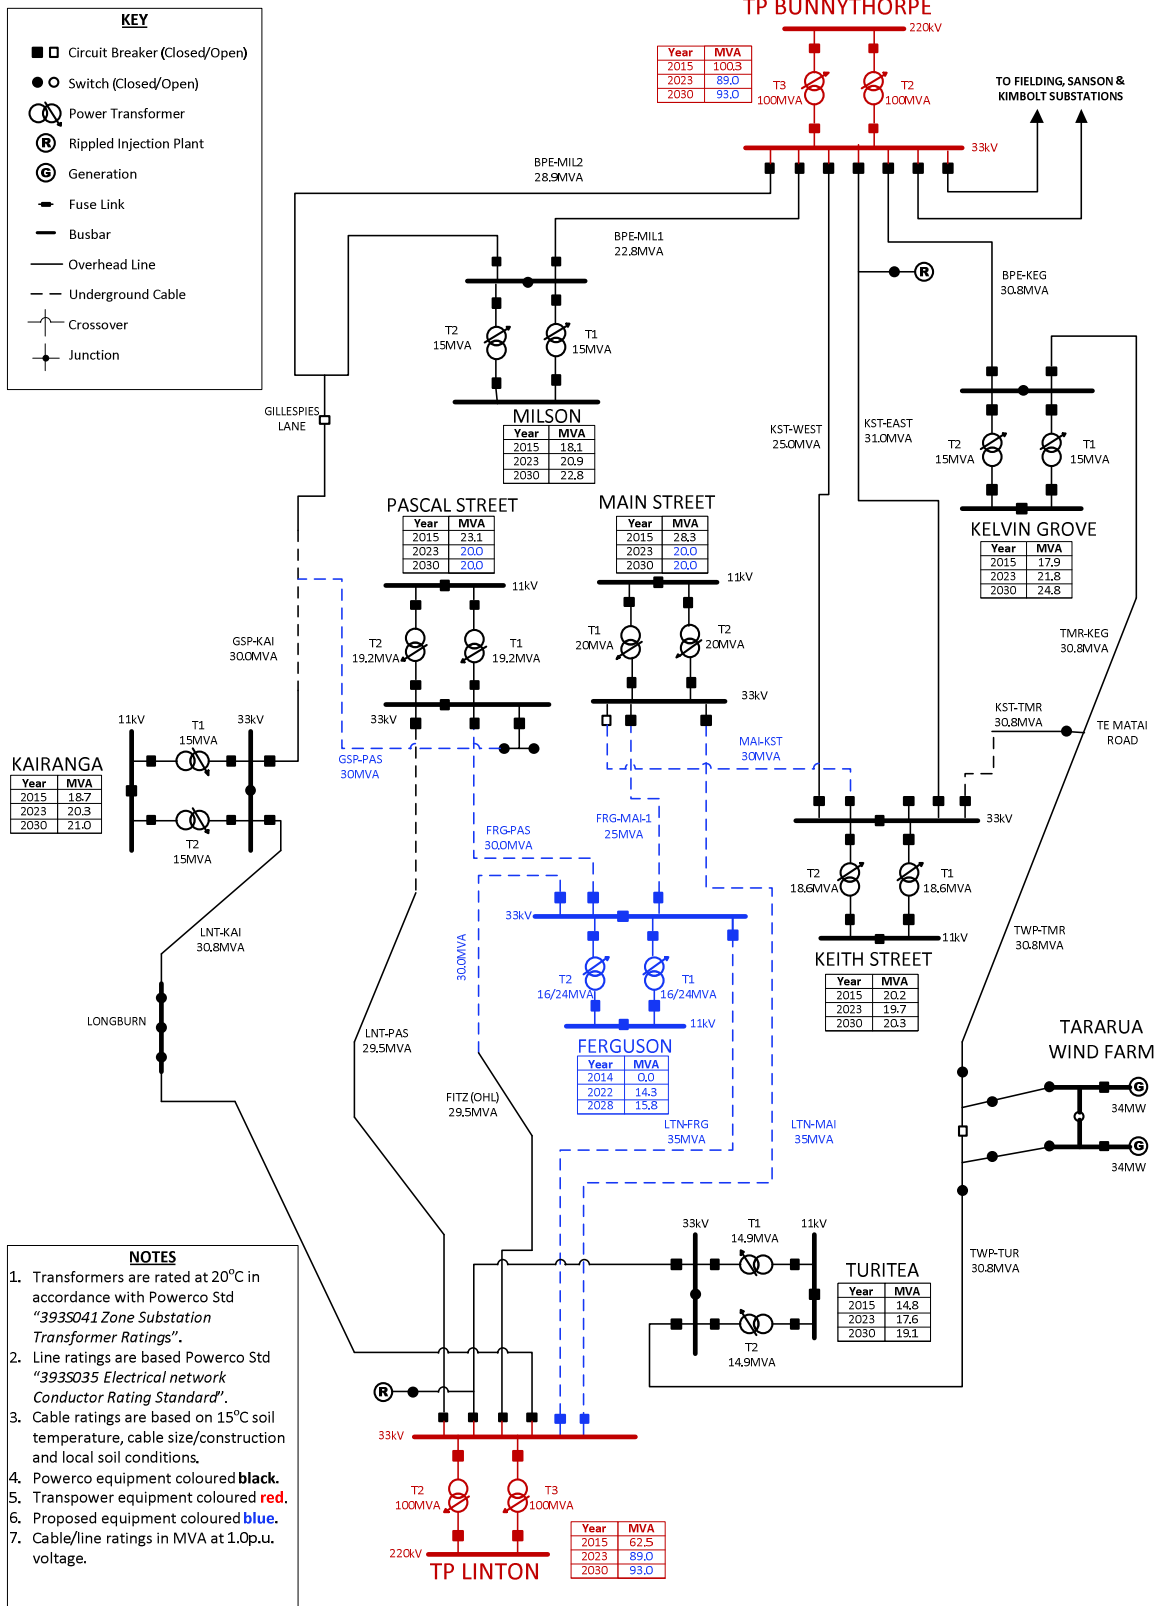 KEY
Circuit Breaker (Closed/Open)
Switch (Closed/Open)
Power Transformer
R Rippled Injection Plant
G Generation
Fuse Link
Busbar
Overhead Line
Underground Cable
Crossover
Junction
TP BUNNYTHORPE
220kV
Year MVA
2015 100.3
2023 89.0
2030 93.0
T3
100MVA
T2
100MVA
33kV
TO FIELDING, SANSON &
KIMBOLT SUBSTATIONS
BPE-MIL2
28.9MVA
BPE-MIL1
22.8MVA
R
BPE-KEG
30.8MVA
T2
15MVA
T1
15MVA
MILSON
Year MVA
2015 18.1
2023 20.9
2030 22.8
GILLESPIES
LANE
KST-WEST
25.0MVA
KST-EAST
31.0MVA
T2
15MVA
T1
15MVA
KELVIN GROVE
Year MVA
2015 17.9
2023 21.8
2030 24.8
PASCAL STREET
Year MVA
2015 23.1
2023 20.0
2030 20.0
11kV
T2
19.2MVA
T1
19.2MVA
33kV
MAIN STREET
Year MVA
2015 28.3
2023 20.0
2030 20.0
11kV
T1
20MVA
T2
20MVA
33kV
GSP-KAI
30.0MVA
GSP-PAS
30MVA
TMR-KEG
30.8MVA
KST-TMR
30.8MVA
TE MATAI
ROAD
MAI-KST
30MVA
11kV
T1
15MVA
33kV
KAIRANGA
Year MVA
2015 18.7
2023 20.3
2030 21.0
T2
15MVA
FRG-PAS
30.0MVA
FRG-MAI-1
25MVA
33kV
T2
18.6MVA
T1
18.6MVA
11kV
KEITH STREET
Year MVA
2015 20.2
2023 19.7
2030 20.3
LNT-KAI
30.8MVA
LONGBURN
30.0MVA
33kV
T2
16/24MVA
T1
16/24MVA
11kV
FERGUSON
Year MVA
2014 0.0
2022 14.3
2028 15.8
TWP-TMR
30.8MVA
LNT-PAS
29.5MVA
FITZ (OHL)
29.5MVA
LTN-FRG
35MVA
LTN-MAI
35MVA
TARARUA
WIND FARM
G
34MW
G
34MW
TWP-TUR
30.8MVA
33kV
T1
14.9MVA
11kV
T2
14.9MVA
TURITEA
Year MVA
2015 14.8
2023 17.6
2030 19.1
R
33kV
T2
100MVA
T3
100MVA
220kV
TP LINTON
Year MVA
2015 62.5
2023 89.0
2030 93.0
NOTES
1. Transformers are rated at 20°C in
accordance with Powerco Std
“393S041 Zone Substation
Transformer Ratings”.
2. Line ratings are based Powerco Std
“393S035 Electrical network
Conductor Rating Standard”.
3. Cable ratings are based on 15°C soil
temperature, cable size/construction
and local soil conditions.
4. Powerco equipment coloured black.
5. Transpower equipment coloured red.
6. Proposed equipment coloured blue.
7. Cable/line ratings in MVA at 1.0p.u.
voltage.